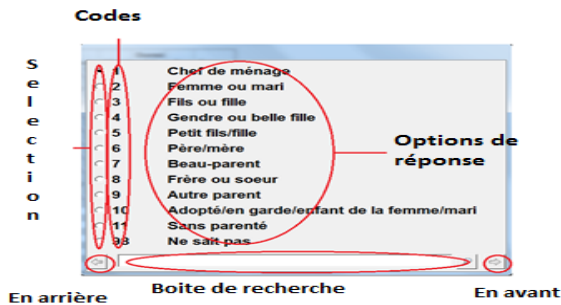 Codes
Selection
1 Chef de ménage
2 Femme ou mari
3 Fils ou fille
4 Gendre ou belle fille
5 Petit fils/fille
6 Père/mère
7 Beau-parent
8 Frère ou soeur
9 Autre parent
10 Adopté/en garde/enfant de la femme/mari
11 Sans parenté
98 Ne sait pas
Options de
réponse
En arrière
Boite de recherche
En avant